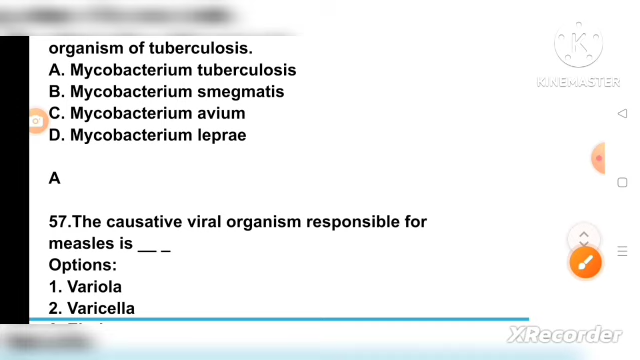 organism of tuberculosis.
A. Mycobacterium tuberculosis
B. Mycobacterium smegmatis
C. Mycobacterium avium
D. Mycobacterium leprae
A
57.The causative viral organism responsible for
measles is __ _
Options:
1. Variola
2. Varicella
K
KINEMASTER
XRecorder